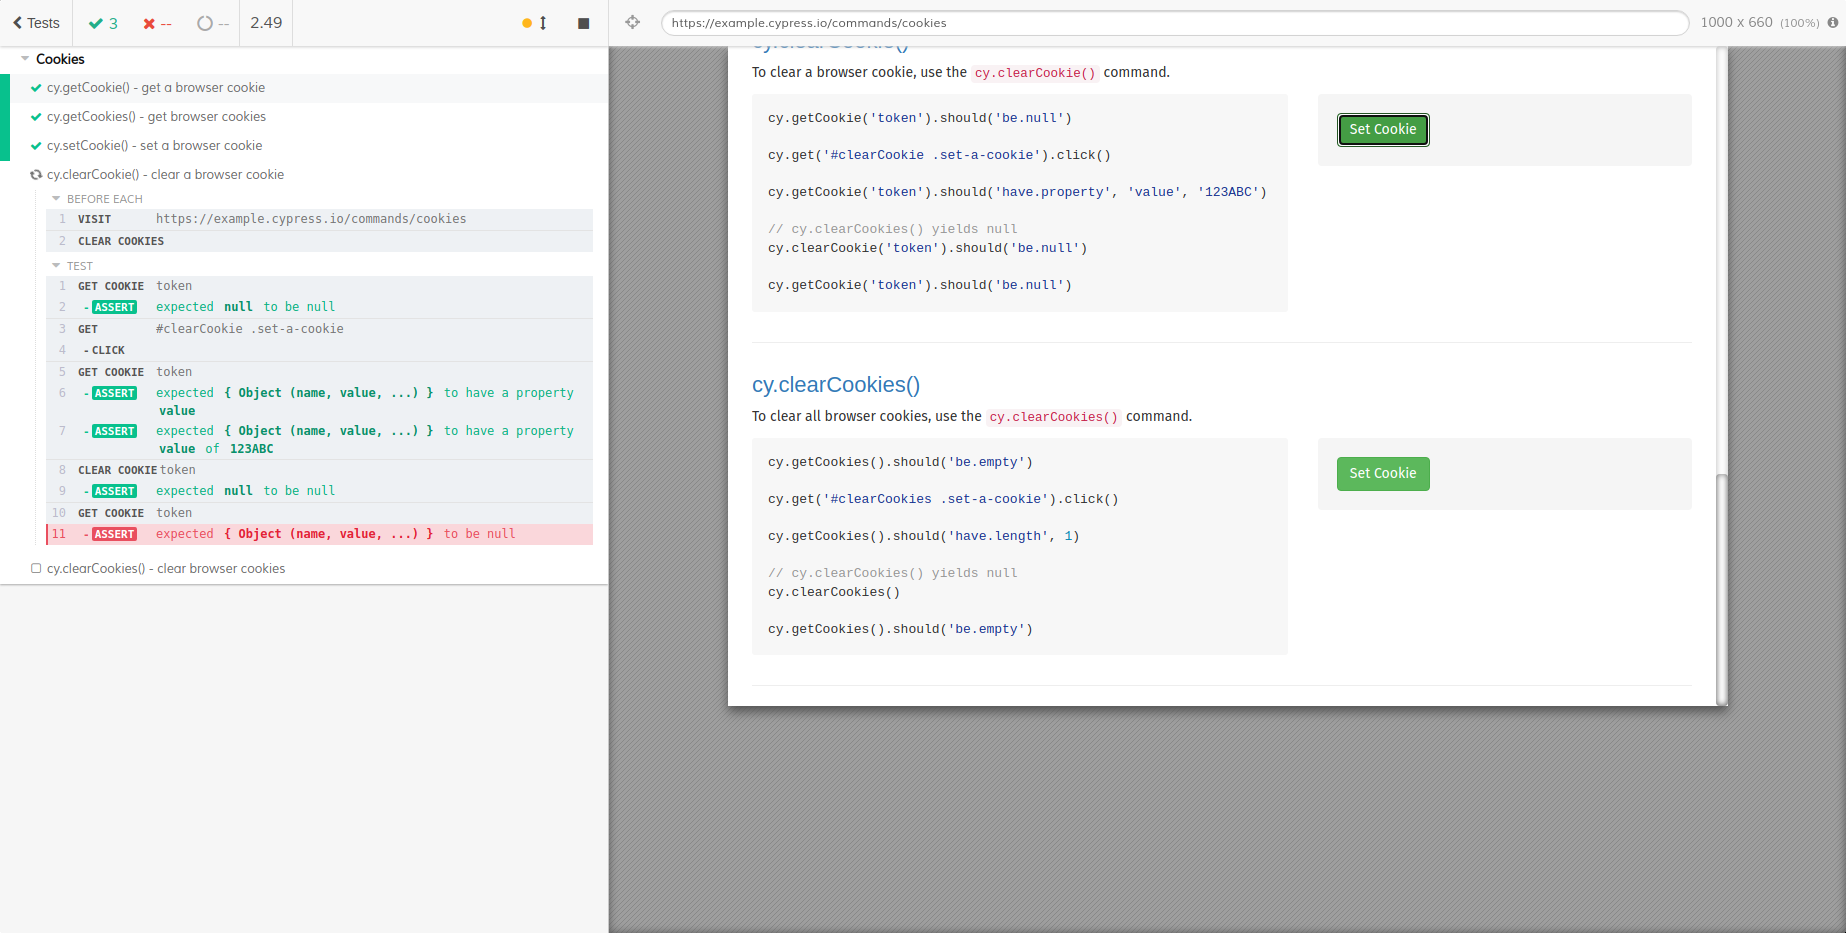 Tests
3
--
--
2.49
https://example.cypress.io/commands/cookies
1000 x 660 (100%)
Cookies
cy.getCookie() - get a browser cookie
cy.getCookies() - get browser cookies
cy.setCookie() - set a browser cookie
cy.clearCookie() - clear a browser cookie
BEFORE EACH
1 VISIT https://example.cypress.io/commands/cookies
2 CLEAR COOKIES
TEST
1 GET COOKIE token
2 - ASSERT expected null to be null
3 GET #clearCookie .set-a-cookie
4 - CLICK
5 GET COOKIE token
6 - ASSERT expected { Object (name, value, ...) } to have a property
value
7 - ASSERT expected { Object (name, value, ...) } to have a property
value of 123ABC
8 CLEAR COOKIE token
9 - ASSERT expected null to be null
10 GET COOKIE token
11 - ASSERT expected { Object (name, value, ...) } to be null
cy.clearCookies() - clear browser cookies
cy.clearCookie()
To clear a browser cookie, use the cy.clearCookie() command.
cy.getCookie('token').should('be.null')
cy.get('#clearCookie .set-a-cookie').click()
cy.getCookie('token').should('have.property', 'value', '123ABC')
// cy.clearCookies() yields null
cy.clearCookie('token').should('be.null')
cy.getCookie('token').should('be.null')
Set Cookie
cy.clearCookies()
To clear all browser cookies, use the cy.clearCookies() command.
cy.getCookies().should('be.empty')
cy.get('#clearCookies .set-a-cookie').click()
cy.getCookies().should('have.length', 1)
// cy.clearCookies() yields null
cy.clearCookies()
cy.getCookies().should('be.empty')
Set Cookie